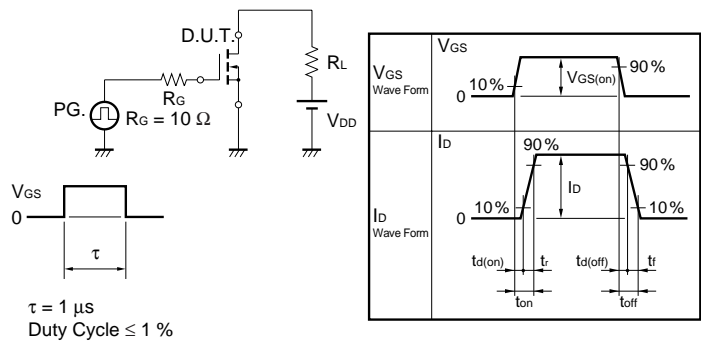 D.U.T.
RL
RG
PG.
RG = 10 Ω
VDD
VGS
0
τ
τ = 1 μs
Duty Cycle ≤ 1 %
VGS
Wave Form
VGS
90 %
10 %
VGS(on)
0
ID
Wave Form
ID
90 %
90 %
ID
10 %
10 %
0
td(on)
tr
td(off)
tf
ton
toff